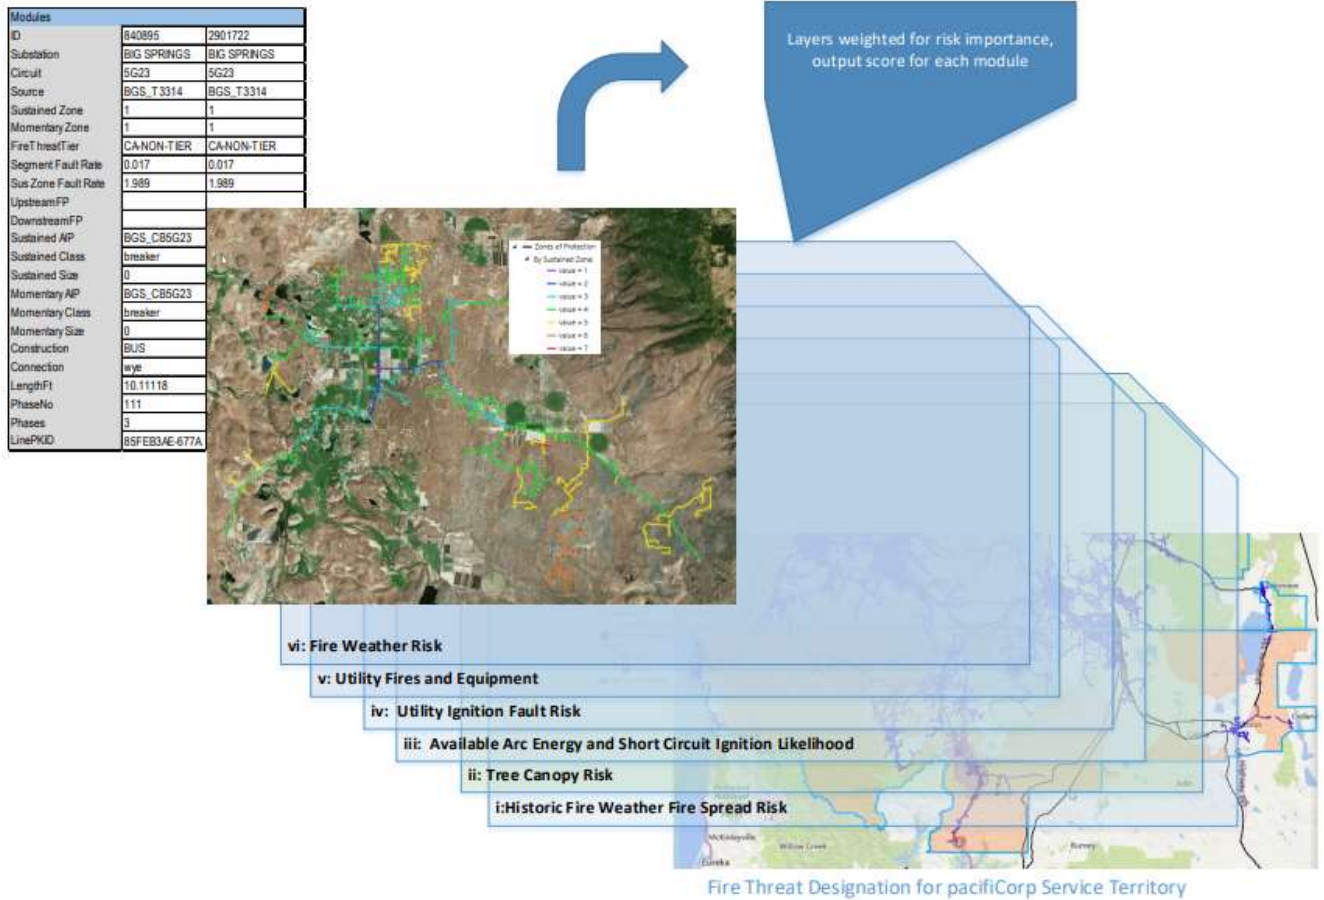 Modules
ID 840895 2901722
Substation BIG SPRINGS BIG SPRINGS
Circuit 5G23 5G23
Source BGS_T3314 BGS_T3314
Sustained Zone 1 1
Momentary Zone 1 1
FireThreatTier CA-NON-TIER CA-NON-TIER
Segment Fault Rate 0.017 0.017
Sus Zone Fault Rate 1.989 1.989
UpstreamFP
DownstreamFP
Sustained AIP BGS_CB5G23
Sustained Class breaker
Sustained Size 0
Momentary AIP BGS_CB5G23
Momentary Class breaker
Momentary Size 0
Construction BUS
Connection wye
LengthFt 10.11118
PhaseNo 111
Phases 3
LinePKID 85FEB3AE-677A
Layers weighted for risk importance,
output score for each module
Zones of Protection
By Sustained Zone
value = 1
value = 2
value = 3
value = 4
value = 5
value = 6
value = 7
vi: Fire Weather Risk
v: Utility Fires and Equipment
iv: Utility Ignition Fault Risk
iii: Available Arc Energy and Short Circuit Ignition Likelihood
ii: Tree Canopy Risk
i:Historic Fire Weather Fire Spread Risk
McKinleyville
Willow Creek
Burney
Eureka
Fire Threat Designation for pacifiCorp Service Territory